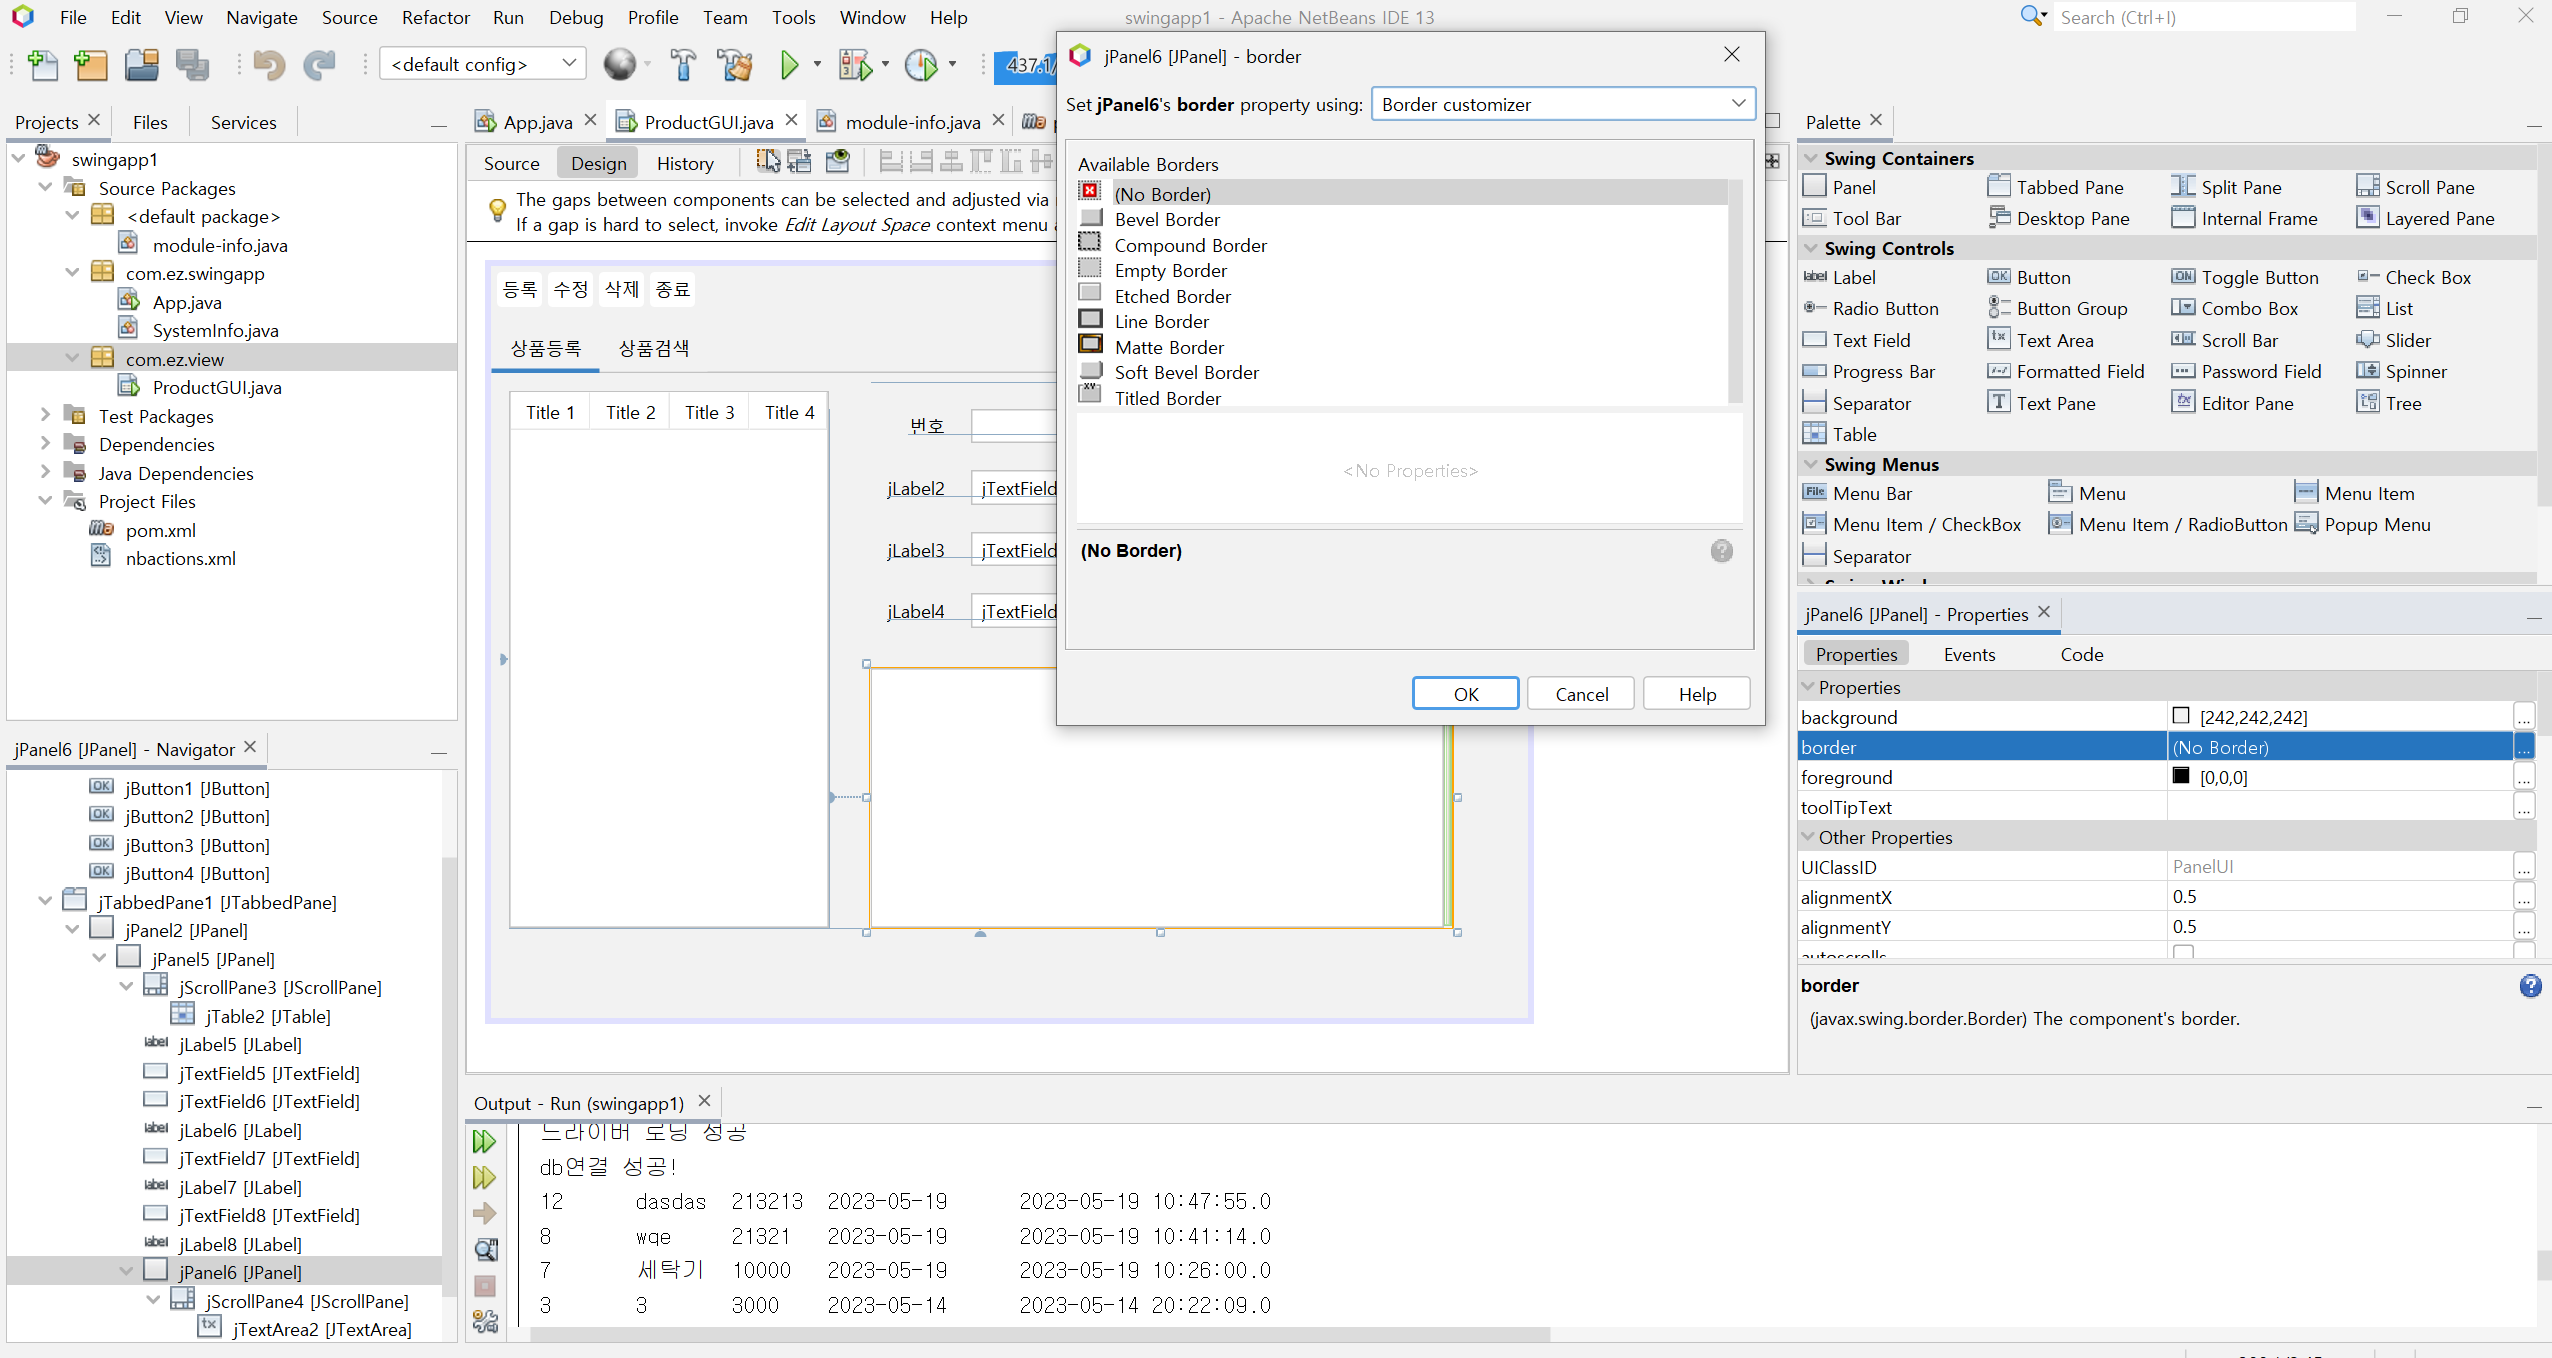 File Edit View Navigate Source Refactor Run Debug Profile Team Tools Window Help
swingapp1 - Apache NetBeans IDE 13
Search (Ctrl+I)
<default config>
437.1/
Projects Files Services
swingapp1
Source Packages
<default package>
module-info.java
com.ez.swingapp
App.java
SystemInfo.java
com.ez.view
ProductGUI.java
Test Packages
Dependencies
Java Dependencies
Project Files
pom.xml
nbactions.xml
jPanel6 [JPanel] - Navigator
jButton1 [JButton]
jButton2 [JButton]
jButton3 [JButton]
jButton4 [JButton]
jTabbedPane1 [JTabbedPane]
jPanel2 [JPanel]
jPanel5 [JPanel]
jScrollPane3 [JScrollPane]
jTable2 [JTable]
jLabel5 [JLabel]
jTextField5 [JTextField]
jTextField6 [JTextField]
jLabel6 [JLabel]
jTextField7 [JTextField]
jLabel7 [JLabel]
jTextField8 [JTextField]
jLabel8 [JLabel]
jPanel6 [JPanel]
jScrollPane4 [JScrollPane]
jTextArea2 [JTextArea]
App.java ProductGUI.java module-info.java
Source Design History
The gaps between components can be selected and adjusted via
If a gap is hard to select, invoke Edit Layout Space context menu
등록 수정 삭제 종료
상품등록 상품검색
Title 1 Title 2 Title 3 Title 4
번호
jLabel2 jTextField
jLabel3 jTextField
jLabel4 jTextField
jPanel6 [JPanel] - border
Set jPanel6's border property using: Border customizer
Available Borders
(No Border)
Bevel Border
Compound Border
Empty Border
Etched Border
Line Border
Matte Border
Soft Bevel Border
Titled Border
<No Properties>
(No Border)
OK Cancel Help
Output - Run (swingapp1)
드라이버 로딩 성공
db연결 성공!
12 dasdas 213213 2023-05-19 2023-05-19 10:47:55.0
8 wqe 21321 2023-05-19 2023-05-19 10:41:14.0
7 세탁기 10000 2023-05-19 2023-05-19 10:26:00.0
3 3 3000 2023-05-14 2023-05-14 20:22:09.0
Palette
Swing Containers
Panel Tabbed Pane Split Pane Scroll Pane
Tool Bar Desktop Pane Internal Frame Layered Pane
Swing Controls
Label Button Toggle Button Check Box
Radio Button Button Group Combo Box List
Text Field Text Area Scroll Bar Slider
Progress Bar Formatted Field Password Field Spinner
Separator Text Pane Editor Pane Tree
Table
Swing Menus
Menu Bar Menu Menu Item
Menu Item / CheckBox Menu Item / RadioButton Popup Menu
Separator
jPanel6 [JPanel] - Properties
Properties Events Code
Properties
background [242,242,242] ...
border (No Border) ...
foreground [0,0,0] ...
toolTipText ...
Other Properties
UIClassID PanelUI ...
alignmentX 0.5 ...
alignmentY 0.5 ...
autoscrolls
border
(javax.swing.border.Border) The component's border.